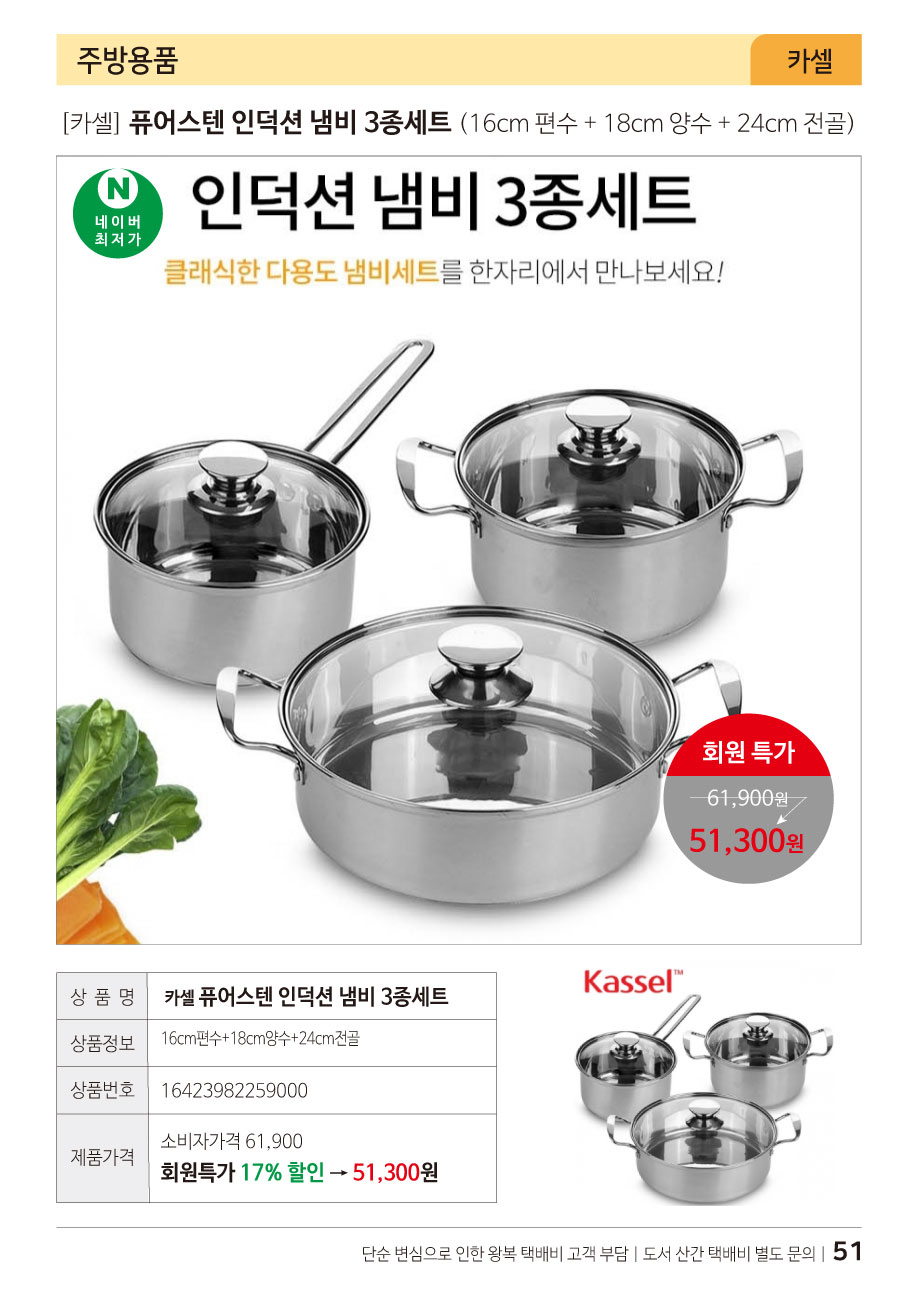 주방용품
카셀
[카셀] 퓨어스텐 인덕션 냄비 3종세트 (16cm 편수 + 18cm 양수 + 24cm 전골)
N
네이버
최저가
인덕션 냄비 3종세트
클래식한 다용도 냄비세트를 한자리에서 만나보세요!
회원 특가
61,900원
51,300원
상 품 명
카셀 퓨어스텐 인덕션 냄비 3종세트
상품정보
16cm편수+18cm양수+24cm전골
상품번호
16423982259000
제품가격
소비자가격 61,900
회원특가 17% 할인 → 51,300원
Kassel™
단순 변심으로 인한 왕복 택배비 고객 부담 | 도서 산간 택배비 별도 문의 | 51